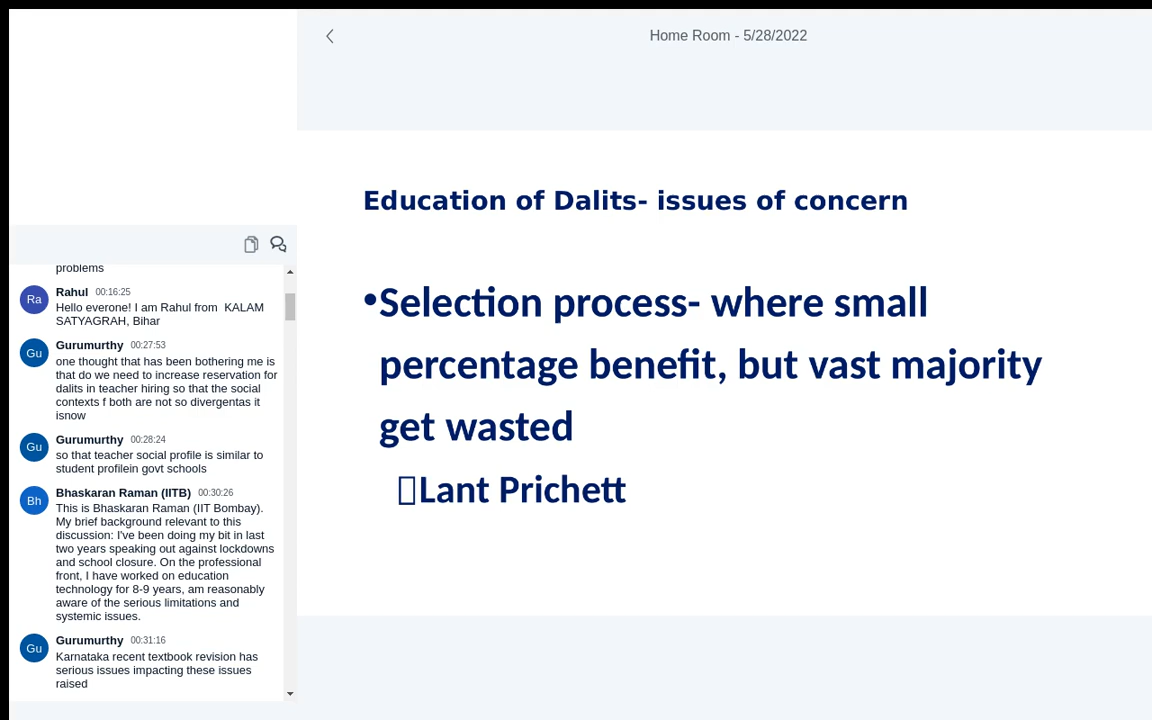 Home Room - 5/28/2022
problems
Ra
Rahul 00:16:25
Hello everone! I am Rahul from KALAM
SATYAGRAH, Bihar
Gu
Gurumurthy 00:27:53
one thought that has been bothering me is
that do we need to increase reservation for
dalits in teacher hiring so that the social
contexts f both are not so divergentas it
isnow
Gu
Gurumurthy 00:28:24
so that teacher social profile is similar to
student profilein govt schools
Bh
Bhaskaran Raman (IITB) 00:30:26
This is Bhaskaran Raman (IIT Bombay).
My brief background relevant to this
discussion: I've been doing my bit in last
two years speaking out against lockdowns
and school closure. On the professional
front, I have worked on education
technology for 8-9 years, am reasonably
aware of the serious limitations and
systemic issues.
Gu
Gurumurthy 00:31:16
Karnataka recent textbook revision has
serious issues impacting these issues
raised
Education of Dalits- issues of concern
•Selection process- where small
percentage benefit, but vast majority
get wasted
Lant Prichett